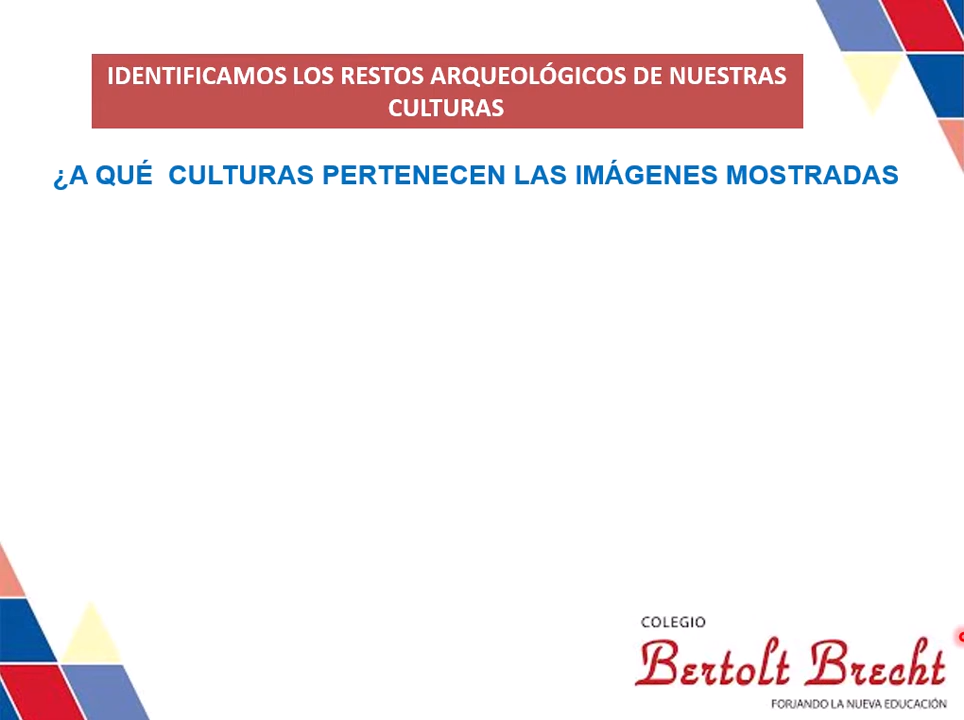 IDENTIFICAMOS LOS RESTOS ARQUEOLÓGICOS DE NUESTRAS
CULTURAS
¿A QUÉ  CULTURAS PERTENECEN LAS IMÁGENES MOSTRADAS
COLEGIO
Bertolt Brecht
FORJANDO LA NUEVA EDUCACIÓN